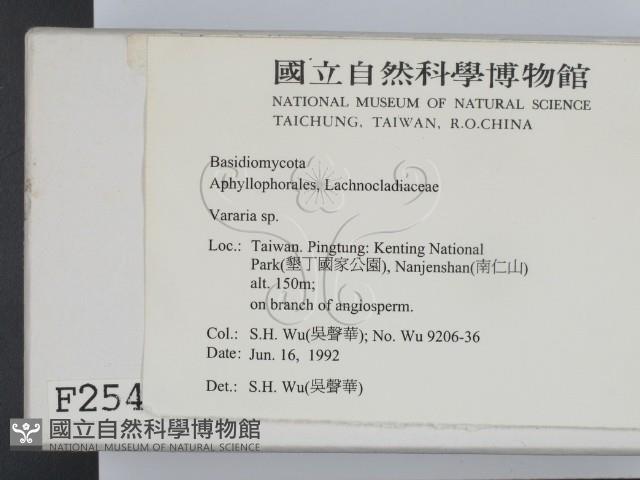 國立自然科學博物館
NATIONAL MUSEUM OF NATURAL SCIENCE
TAICHUNG, TAIWAN, R.O.CHINA
Basidiomycota
Aphyllophorales, Lachnocladiaceae
Vararia sp.
Loc.: Taiwan. Pingtung: Kenting National
Park(墾丁國家公園), Nanjenshan(南仁山)
alt. 150m;
on branch of angiosperm.
Col.: S.H. Wu(吳聲華); No. Wu 9206-36
Date: Jun. 16, 1992
Det.: S.H. Wu(吳聲華)
F254
國立自然科學博物館
NATIONAL MUSEUM OF NATURAL SCIENCE